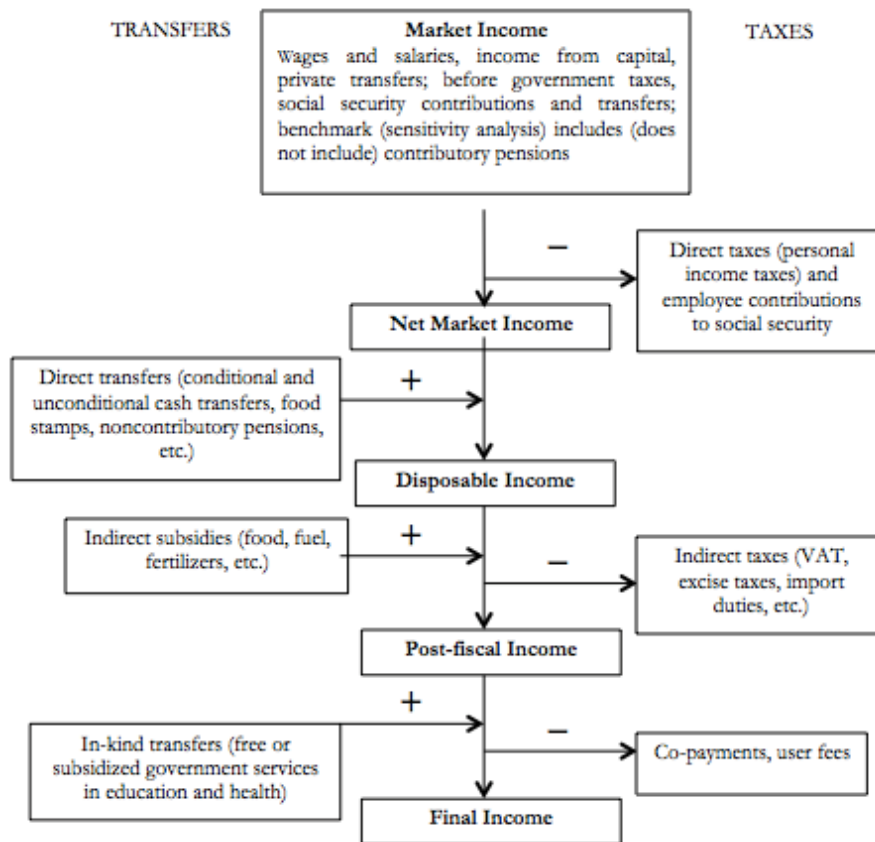 TRANSFERS
Market Income
TAXES
Wages and salaries, income from capital,
private transfers; before government taxes,
social security contributions and transfers;
benchmark (sensitivity analysis) includes (does
not include) contributory pensions
−
Direct taxes (personal
income taxes) and
employee contributions
to social security
Net Market Income
Direct transfers (conditional and
unconditional cash transfers, food
stamps, noncontributory pensions,
etc.)
+
Disposable Income
Indirect subsidies (food, fuel,
fertilizers, etc.)
+
−
Indirect taxes (VAT,
excise taxes, import
duties, etc.)
Post-fiscal Income
+
In-kind transfers (free or
subsidized government services
in education and health)
−
Co-payments, user fees
Final Income